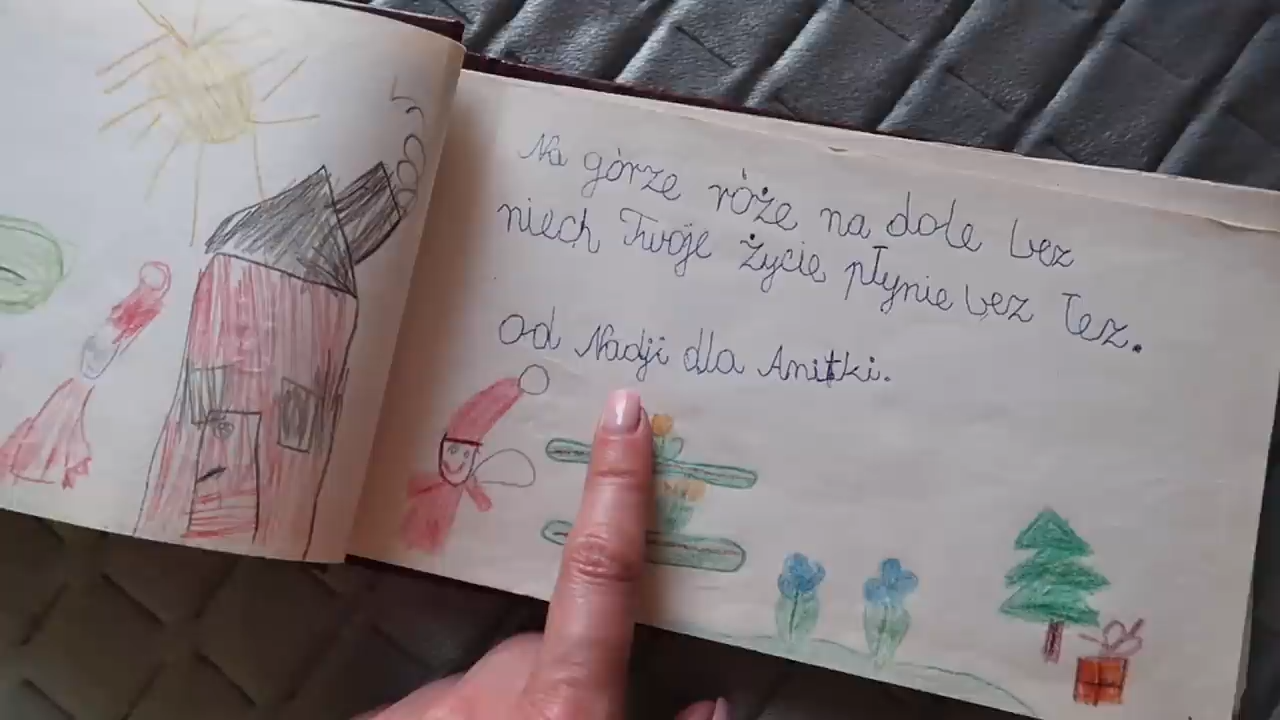 Na górze róże na dole bez
niech Twoje życie płynie bez łez.
od Nadji dla Anitki.